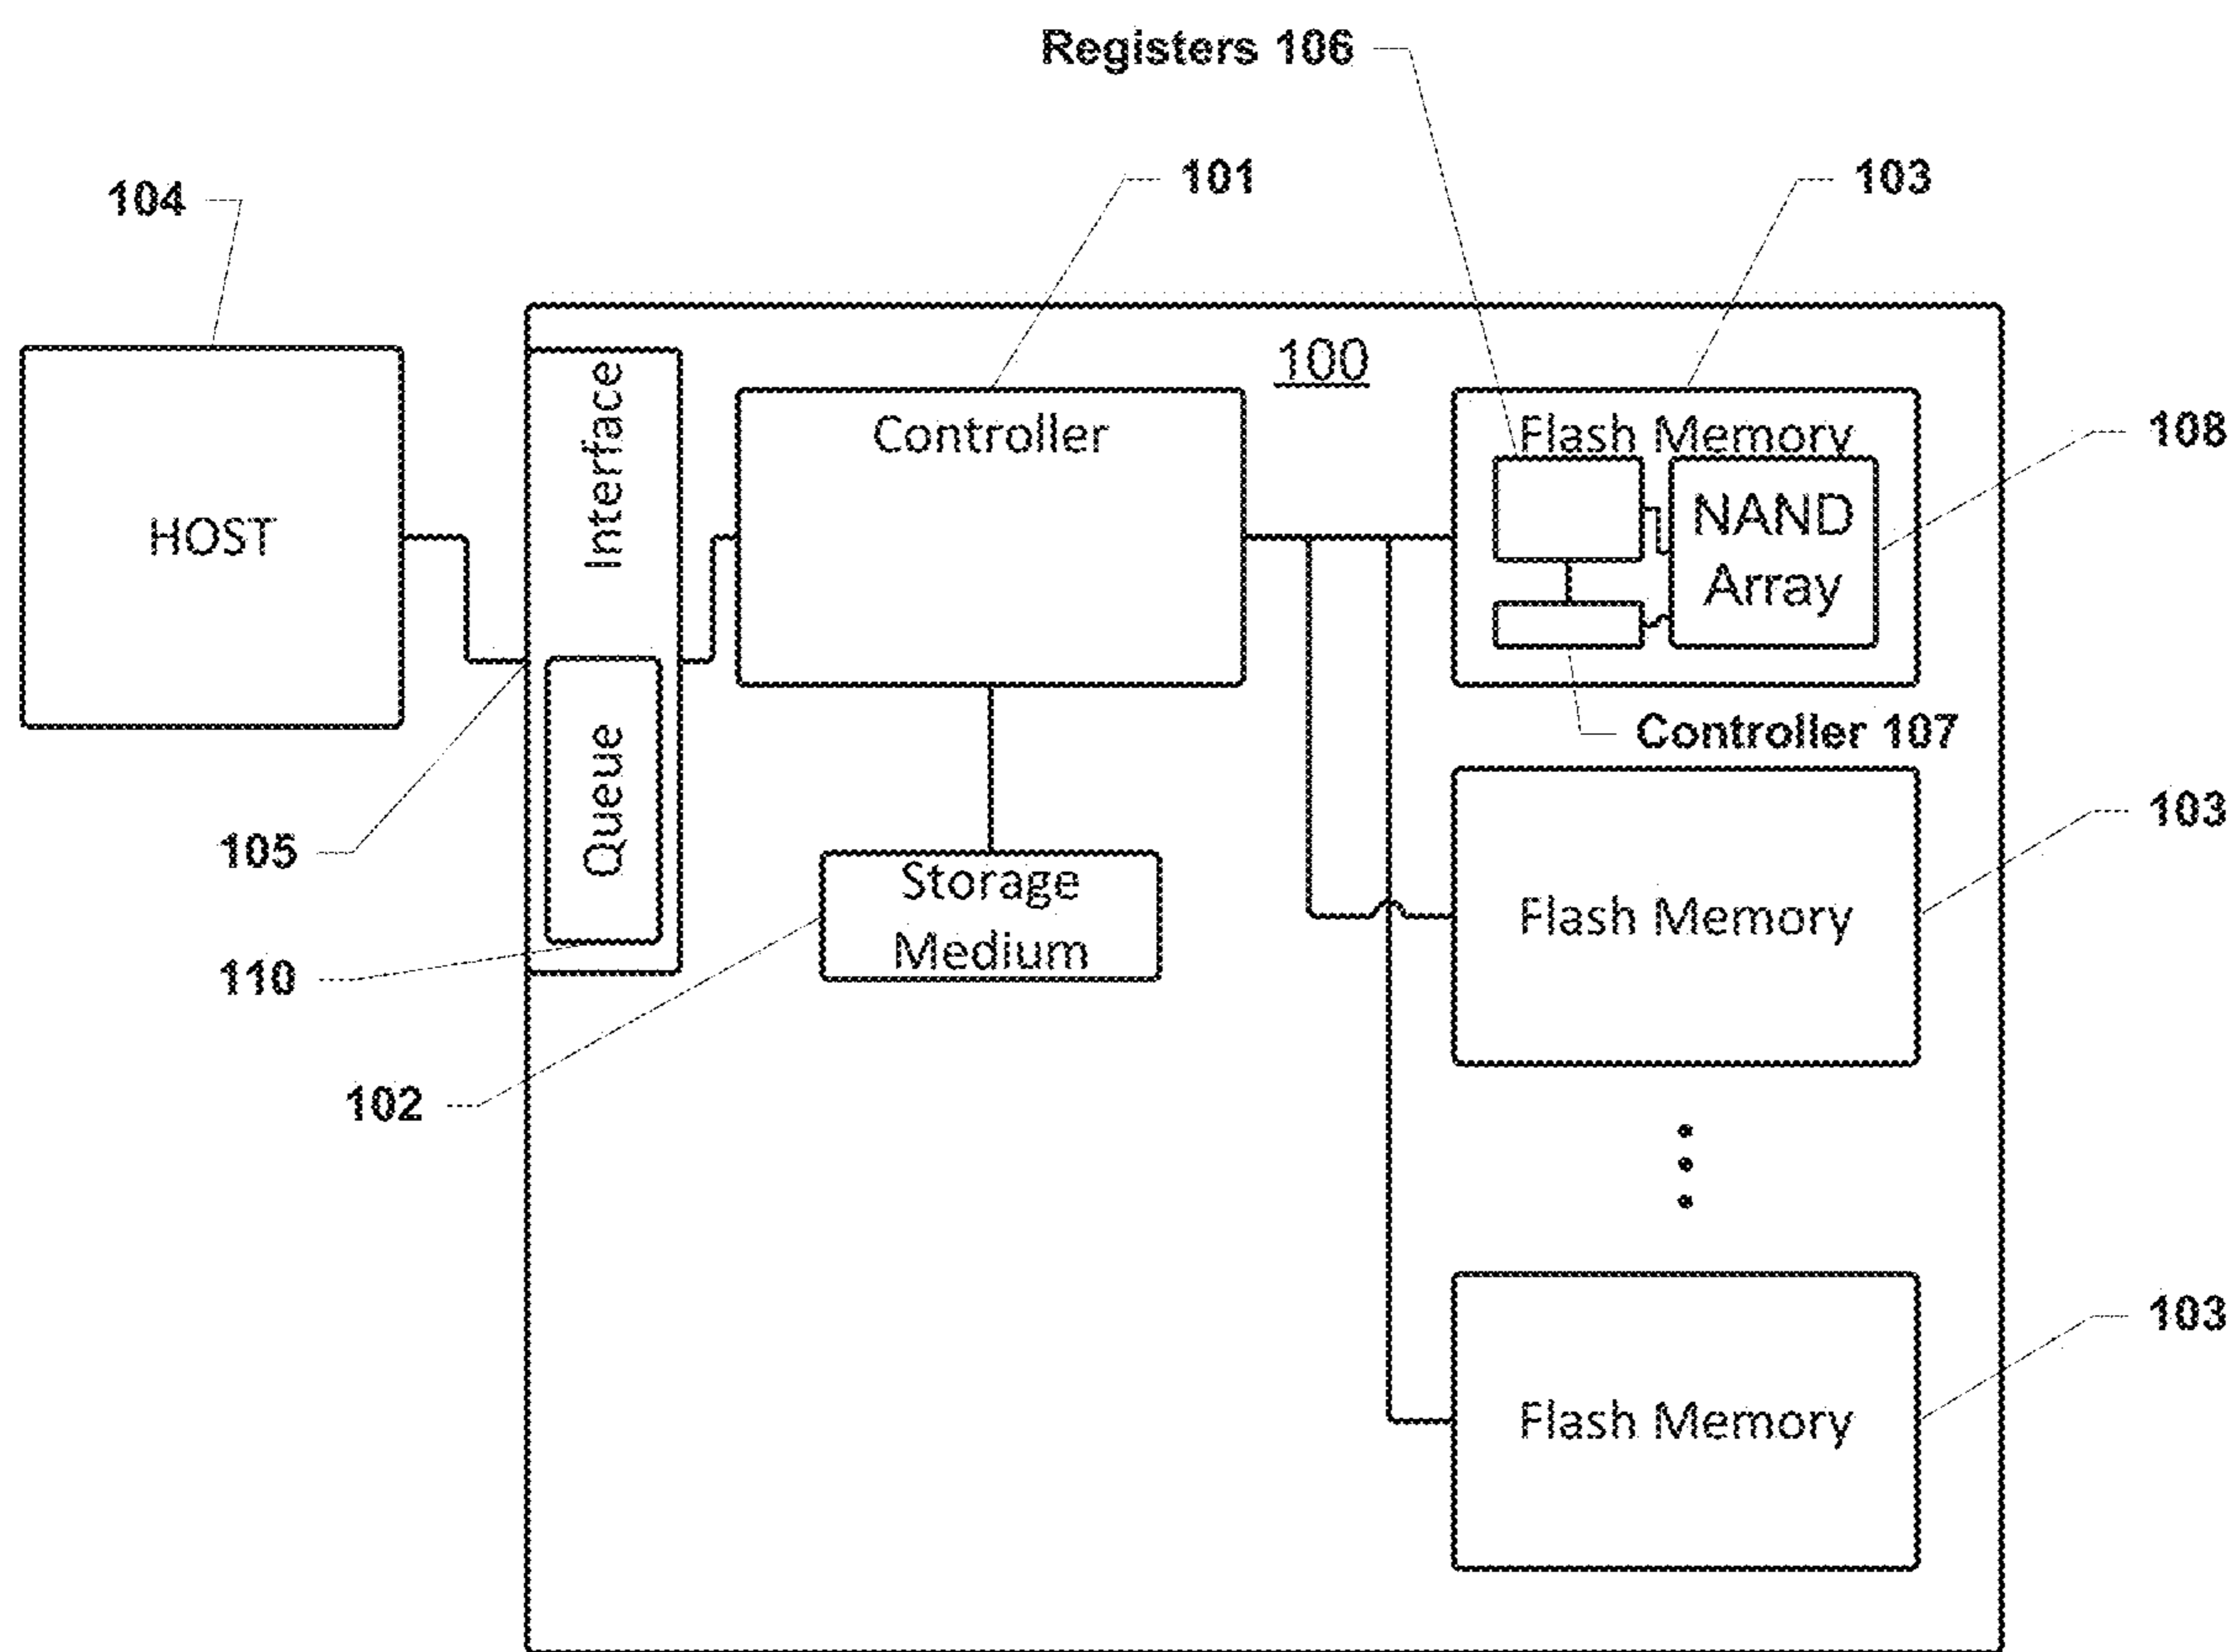 Registers 106
104
101
103
100
HOST
Interface
Controller
Flash Memory
NAND
Array
108
Controller 107
Queue
105
110
Storage
Medium
102
Flash Memory
103
Flash Memory
103